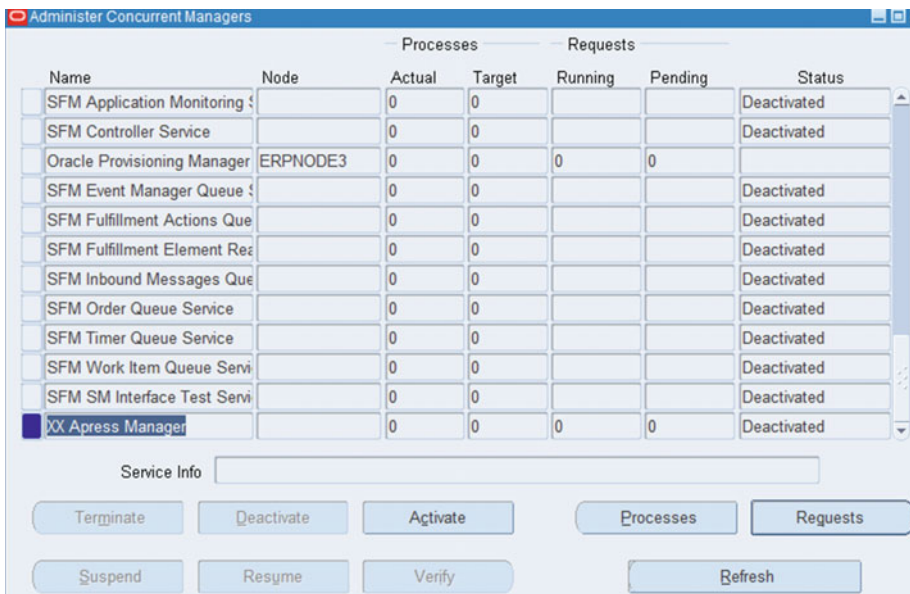 Administer Concurrent Managers
Processes Requests
Name Node Actual Target Running Pending Status
SFM Application Monitoring S 0 0 Deactivated
SFM Controller Service 0 0 Deactivated
Oracle Provisioning Manager ERPNODE3 0 0 0 0
SFM Event Manager Queue S 0 0 Deactivated
SFM Fulfillment Actions Que 0 0 Deactivated
SFM Fulfillment Element Rea 0 0 Deactivated
SFM Inbound Messages Que 0 0 Deactivated
SFM Order Queue Service 0 0 Deactivated
SFM Timer Queue Service 0 0 Deactivated
SFM Work Item Queue Servi 0 0 Deactivated
SFM SM Interface Test Servi 0 0 Deactivated
XX Apress Manager 0 0 0 0 Deactivated
Service Info
Terminate Deactivate Activate Processes Requests
Suspend Resume Verify Refresh